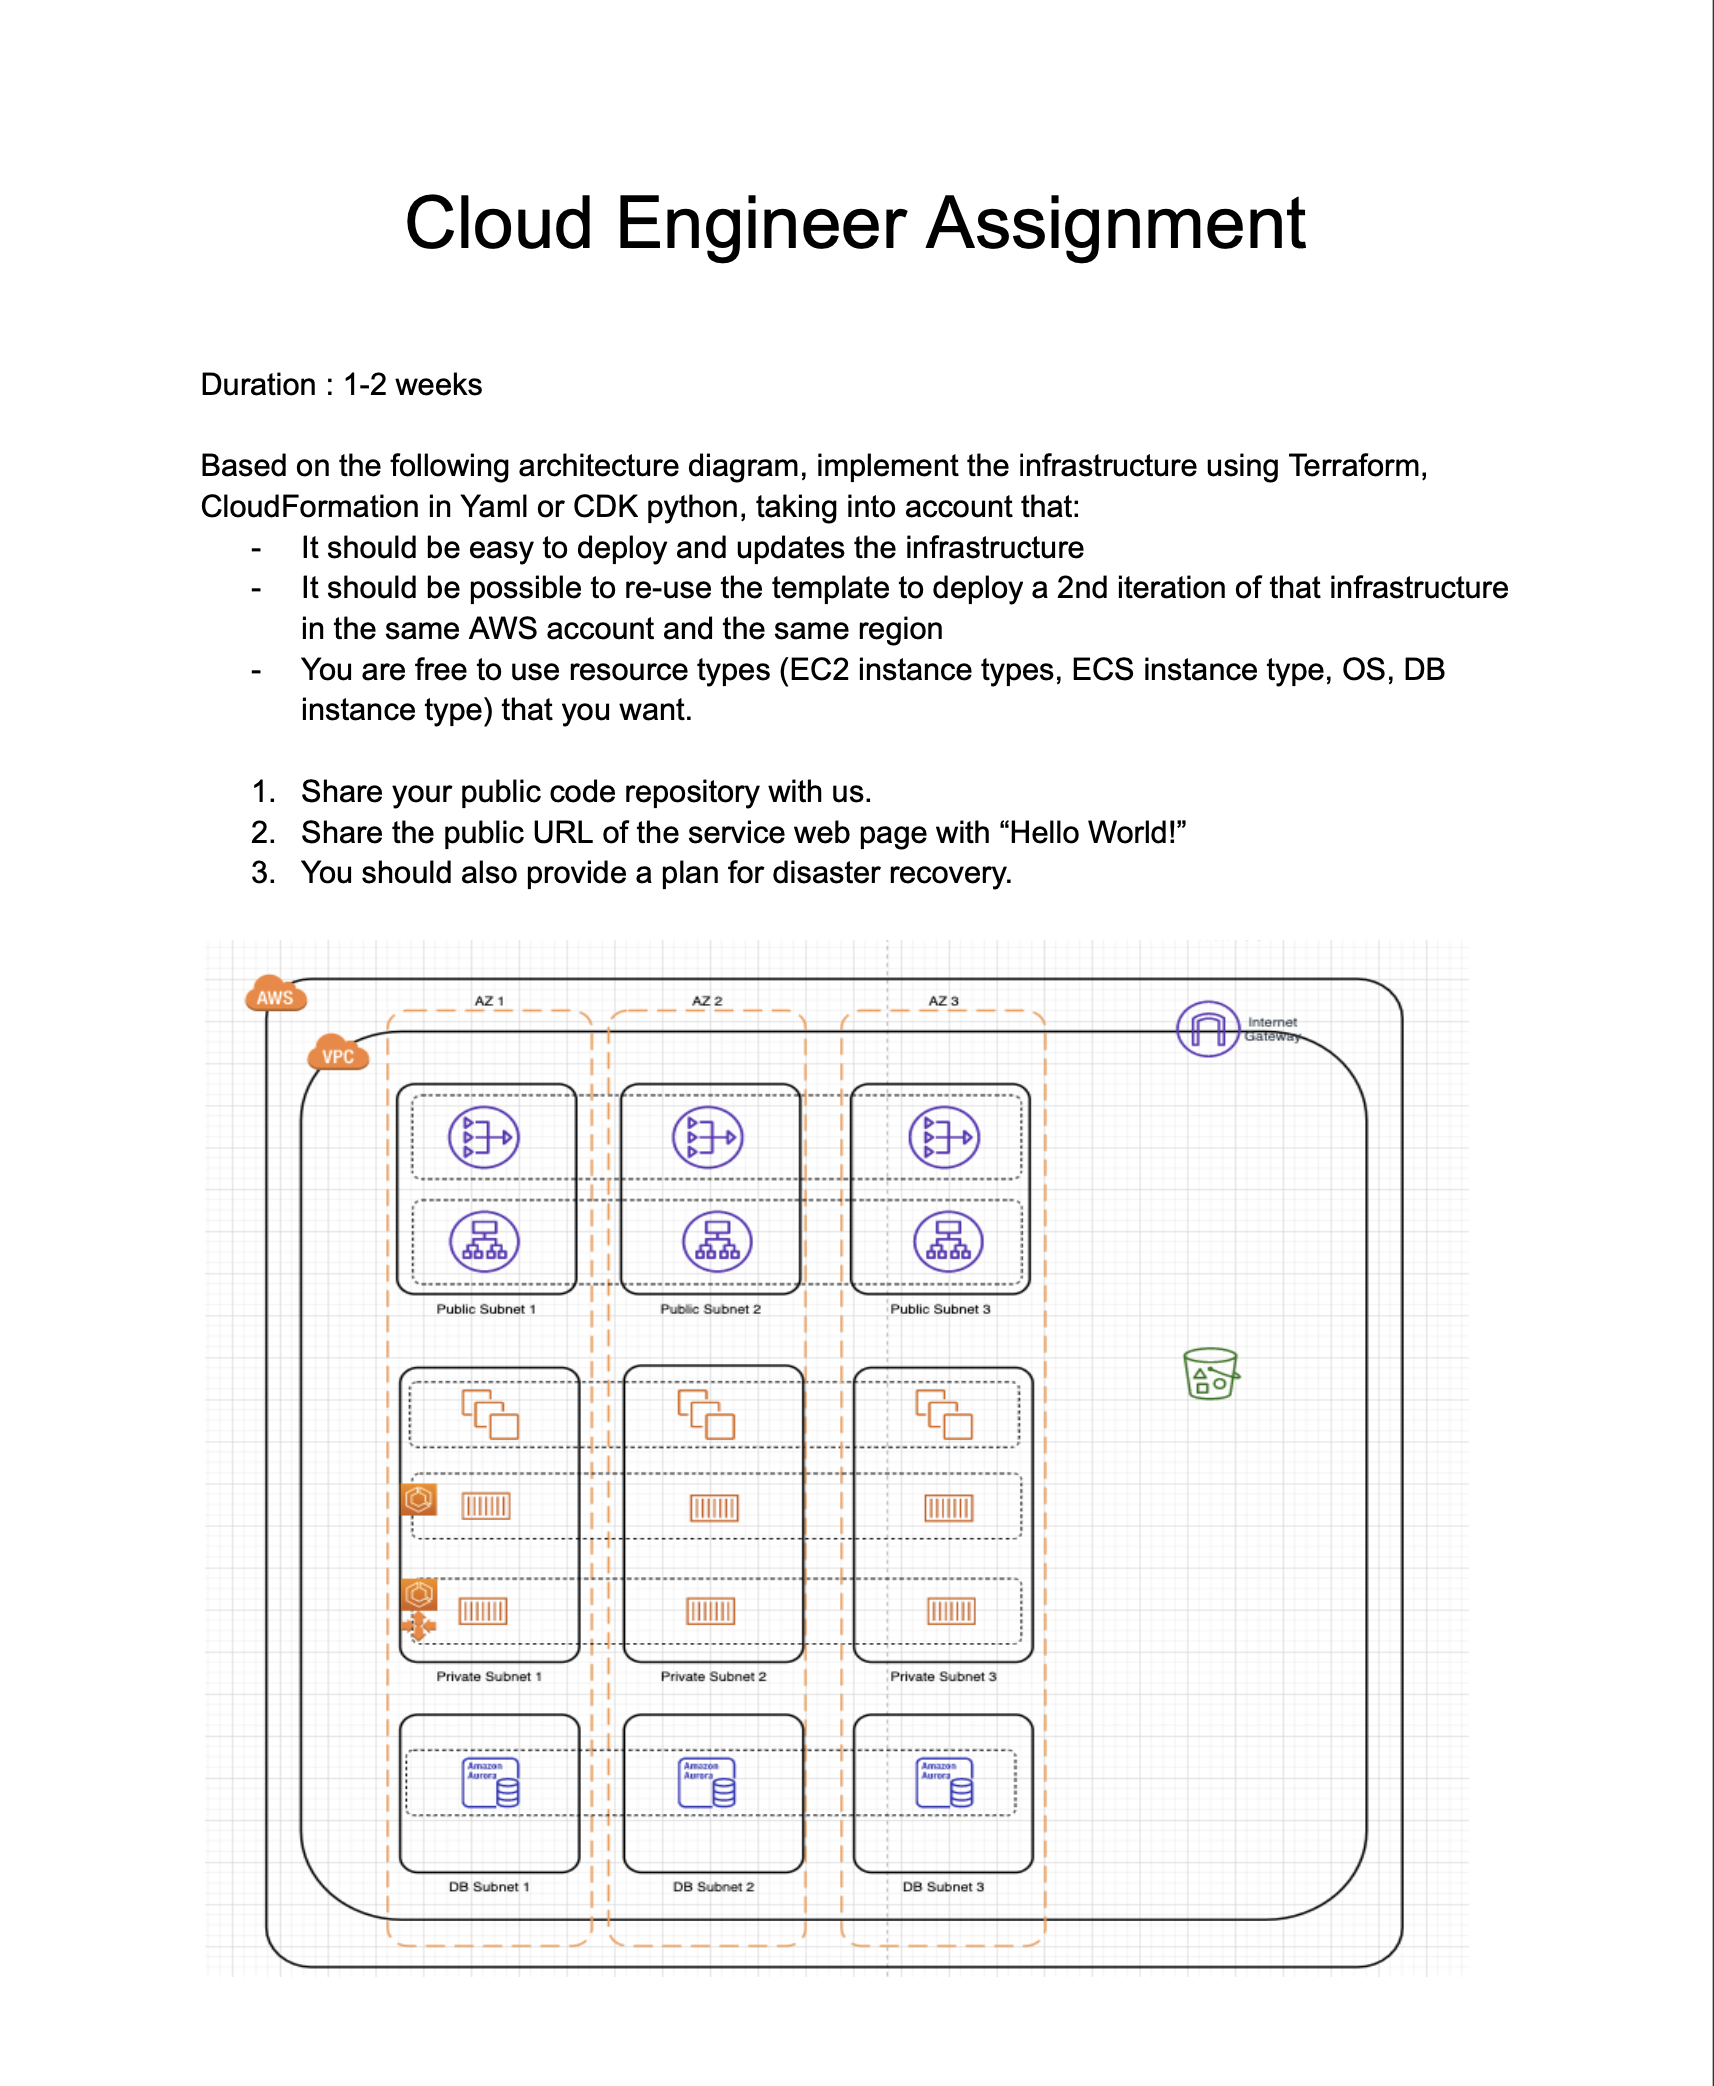 Cloud Engineer Assignment
Duration : 1-2 weeks
Based on the following architecture diagram, implement the infrastructure using Terraform,
CloudFormation in Yaml or CDK python, taking into account that:
- It should be easy to deploy and updates the infrastructure
- It should be possible to re-use the template to deploy a 2nd iteration of that infrastructure
in the same AWS account and the same region
- You are free to use resource types (EC2 instance types, ECS instance type, OS, DB
instance type) that you want.
1. Share your public code repository with us.
2. Share the public URL of the service web page with “Hello World!”
3. You should also provide a plan for disaster recovery.
AWS
AZ 1
AZ 2
AZ 3
Internet
Gateway
VPC
Public Subnet 1
Public Subnet 2
Public Subnet 3
Private Subnet 1
Private Subnet 2
Private Subnet 3
Amazon
Aurora
Amazon
Aurora
Amazon
Aurora
DB Subnet 1
DB Subnet 2
DB Subnet 3